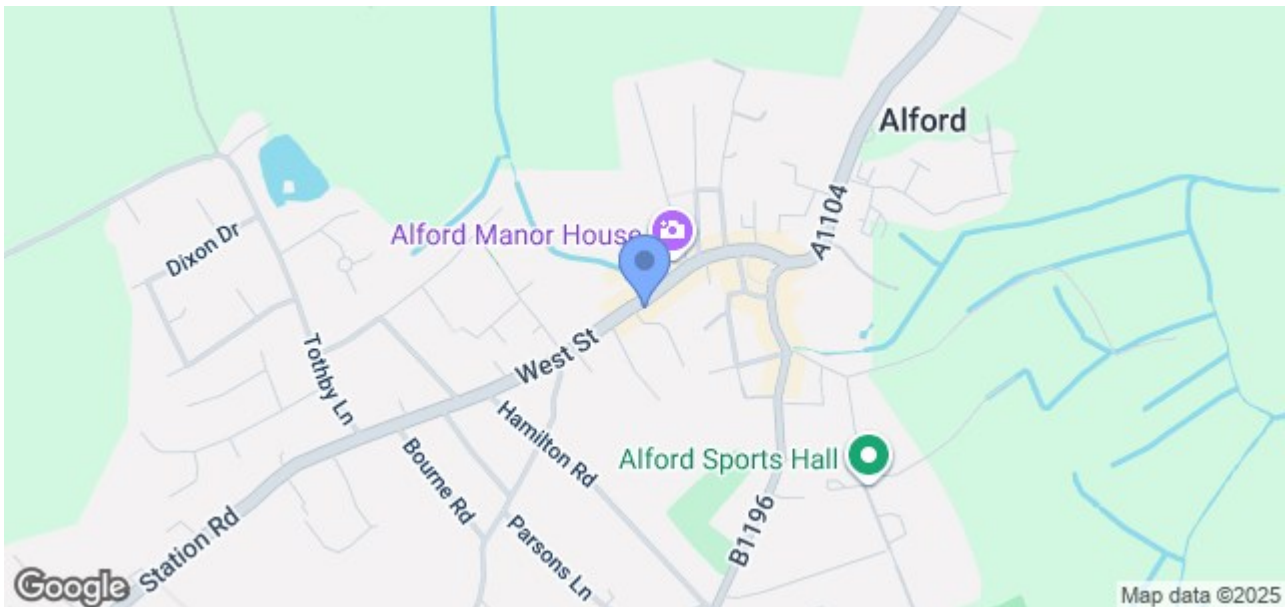 Alford
A1104
Alford Manor House
Dixon Dr
West St
Tothby Ln
Hamilton Rd
Alford Sports Hall
Bourne Rd
Parsons Ln
B1196
Station Rd
Google
Map data ©2025